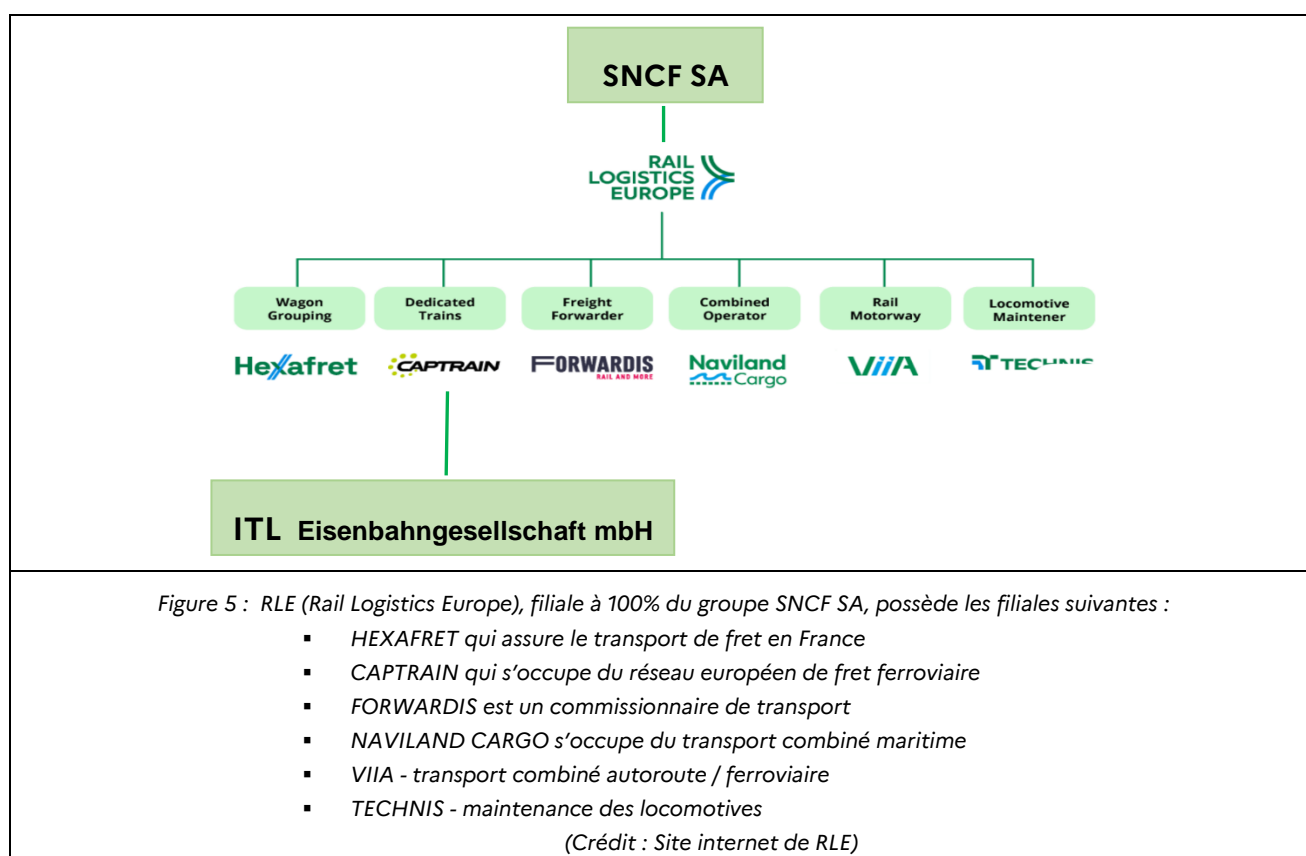 SNCF SA
RAIL
LOGISTICS
EUROPE
Wagon
Grouping
Dedicated
Trains
Freight
Forwarder
Combined
Operator
Rail
Motorway
Locomotive
Maintener
Hexafret
CAPTRAIN
FORWARDIS
RAIL AND MORE
Naviland
Cargo
VIIA
TECHNIS
ITL Eisenbahngesellschaft mbH
Figure 5 : RLE (Rail Logistics Europe), filiale à 100% du groupe SNCF SA, possède les filiales suivantes :
▪ HEXAFRET qui assure le transport de fret en France
▪ CAPTRAIN qui s’occupe du réseau européen de fret ferroviaire
▪ FORWARDIS est un commissionnaire de transport
▪ NAVILAND CARGO s’occupe du transport combiné maritime
▪ VIIA - transport combiné autoroute / ferroviaire
▪ TECHNIS - maintenance des locomotives
(Crédit : Site internet de RLE)